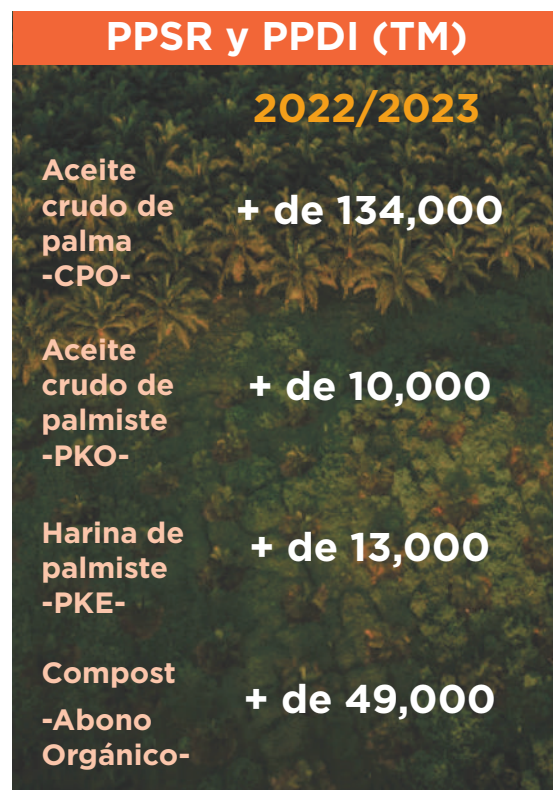 PPSR y PPDI (TM)
2022/2023
Aceite
crudo de
palma
-CPO-
+ de 134,000
Aceite
crudo de
palmiste
-PKO-
+ de 10,000
Harina de
palmiste
-PKE-
+ de 13,000
Compost
-Abono
Orgánico-
+ de 49,000